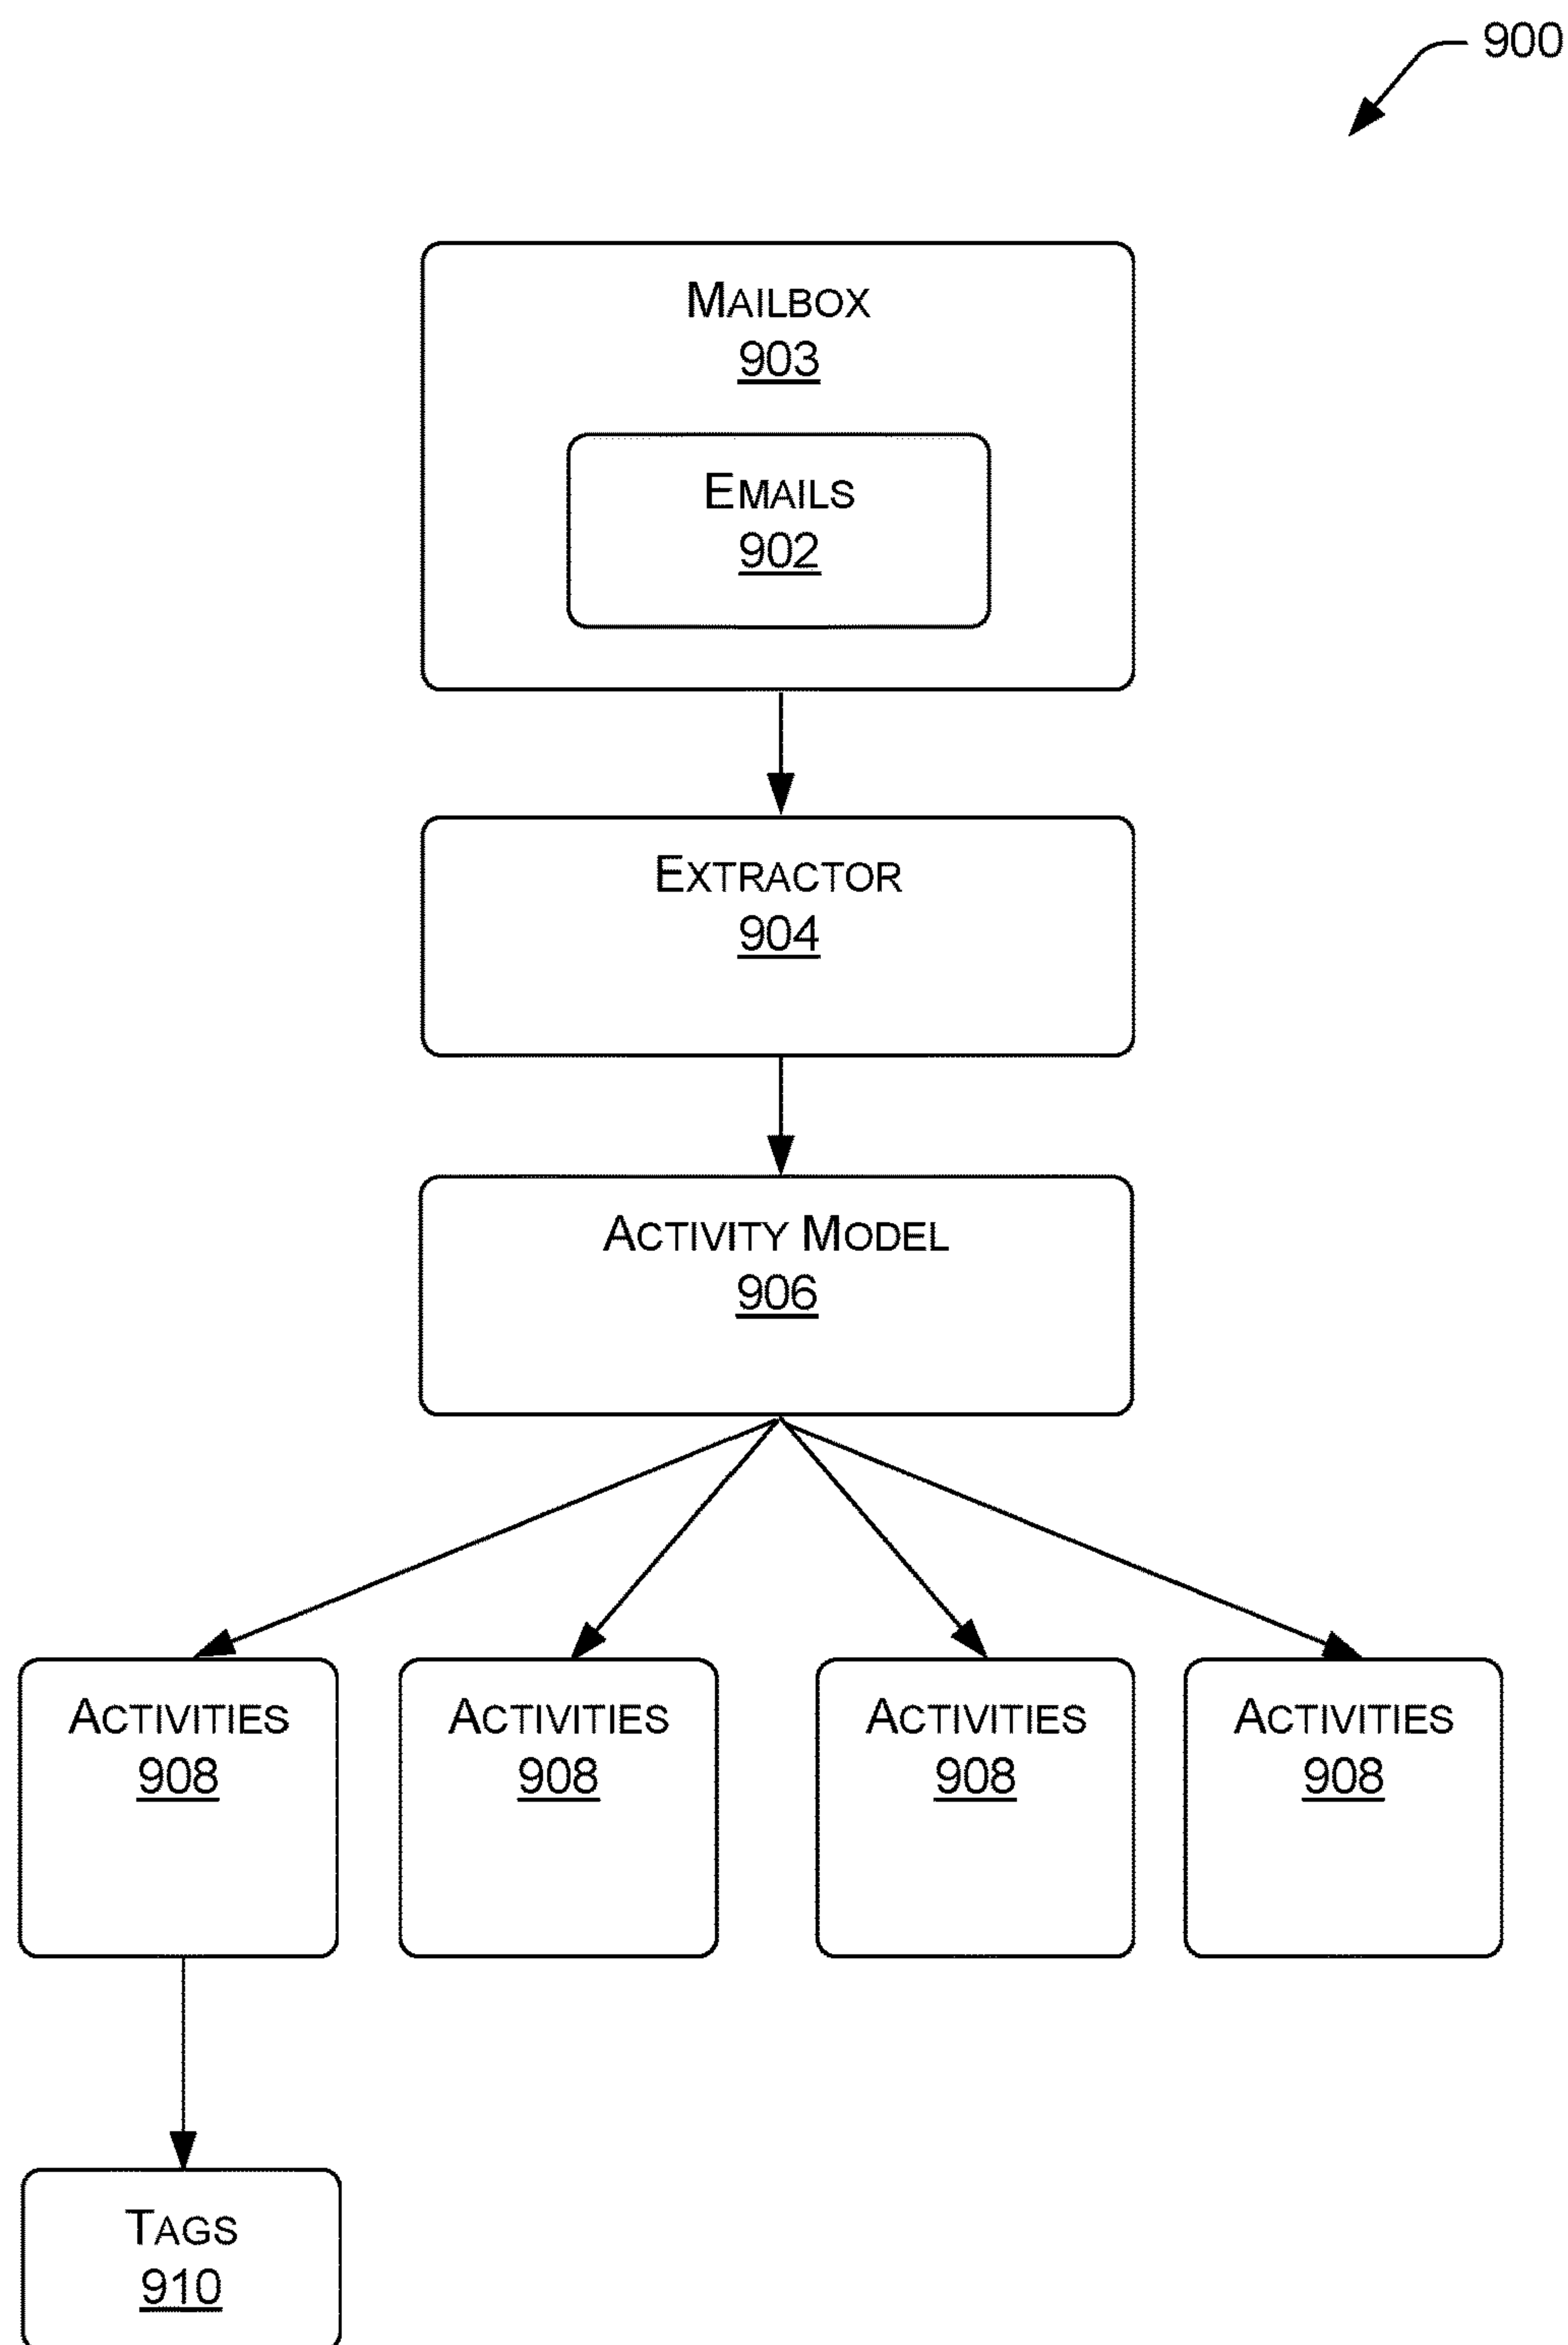 900
MAILBOX
903
EMAILS
902
EXTRACTOR
904
ACTIVITY MODEL
906
ACTIVITIES
908
ACTIVITIES
908
ACTIVITIES
908
ACTIVITIES
908
TAGS
910